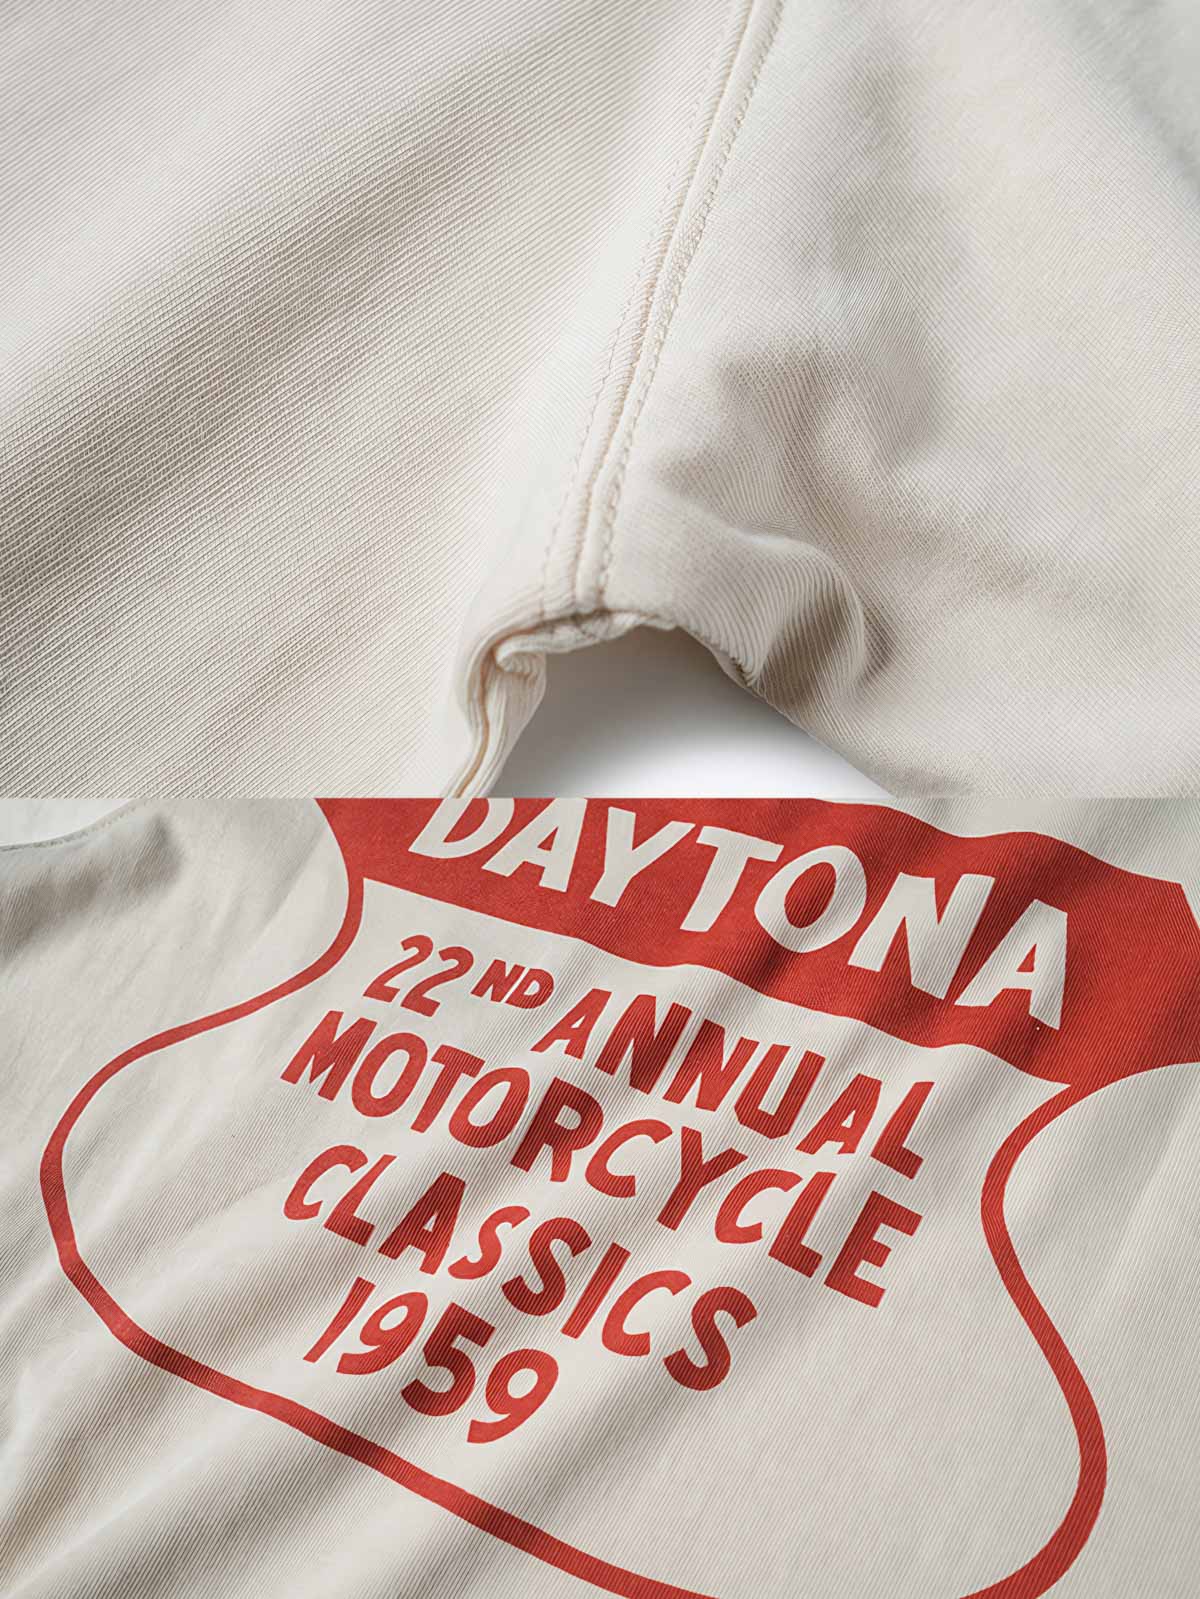 DAYTONA
22ND ANNUAL
MOTORCYCLE
CLASSICS
1959